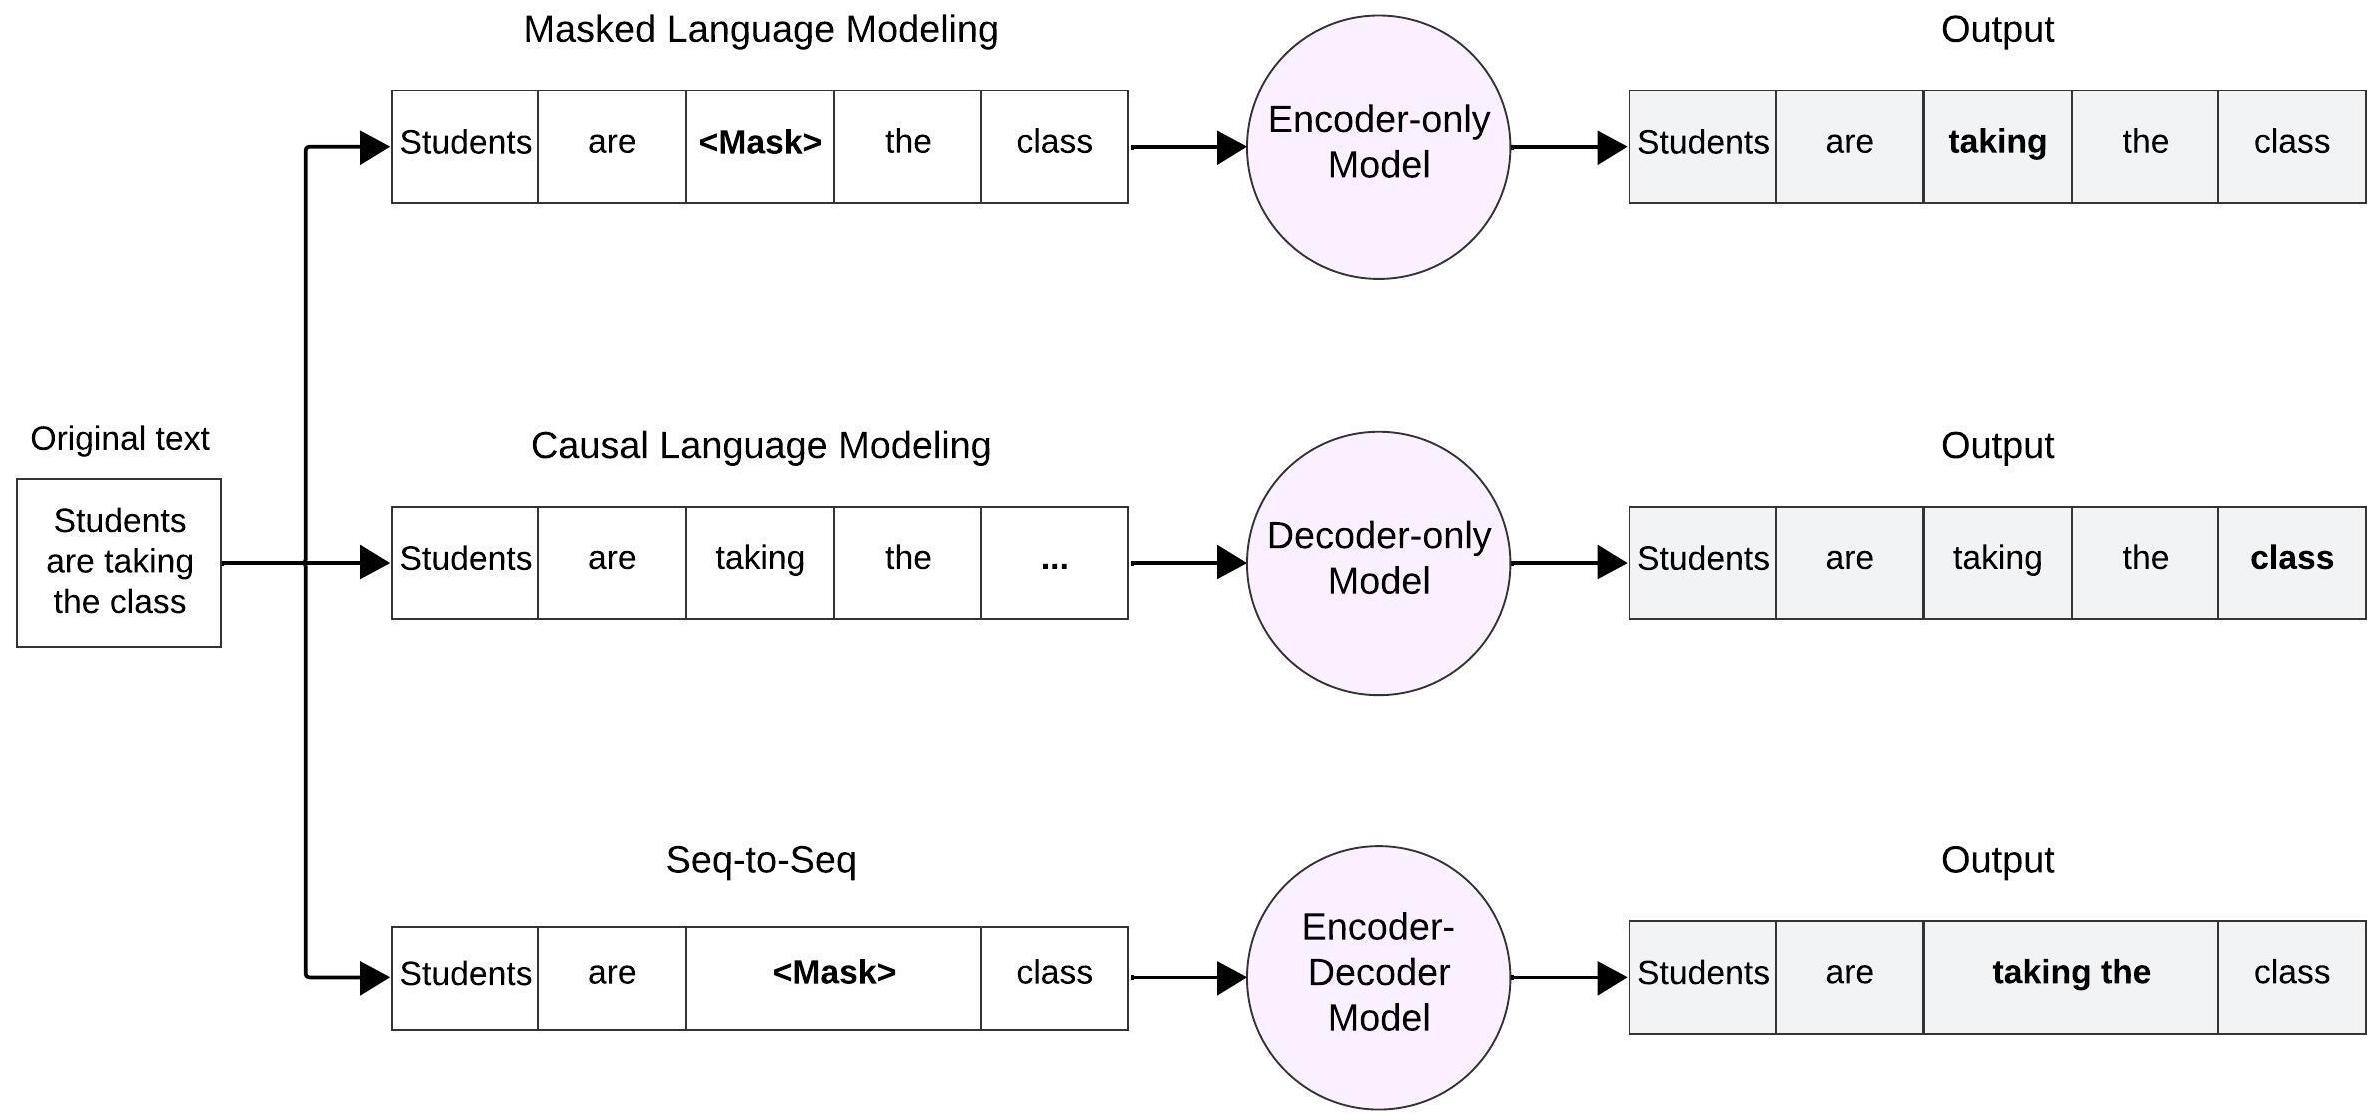 Masked Language Modeling
Output
Students are <Mask> the class
Encoder-only
Model
Students are taking the class
Original text
Students
are taking
the class
Causal Language Modeling
Output
Students are taking the ...
Decoder-only
Model
Students are taking the class
Seq-to-Seq
Output
Students are <Mask> class
Encoder-
Decoder
Model
Students are taking the class